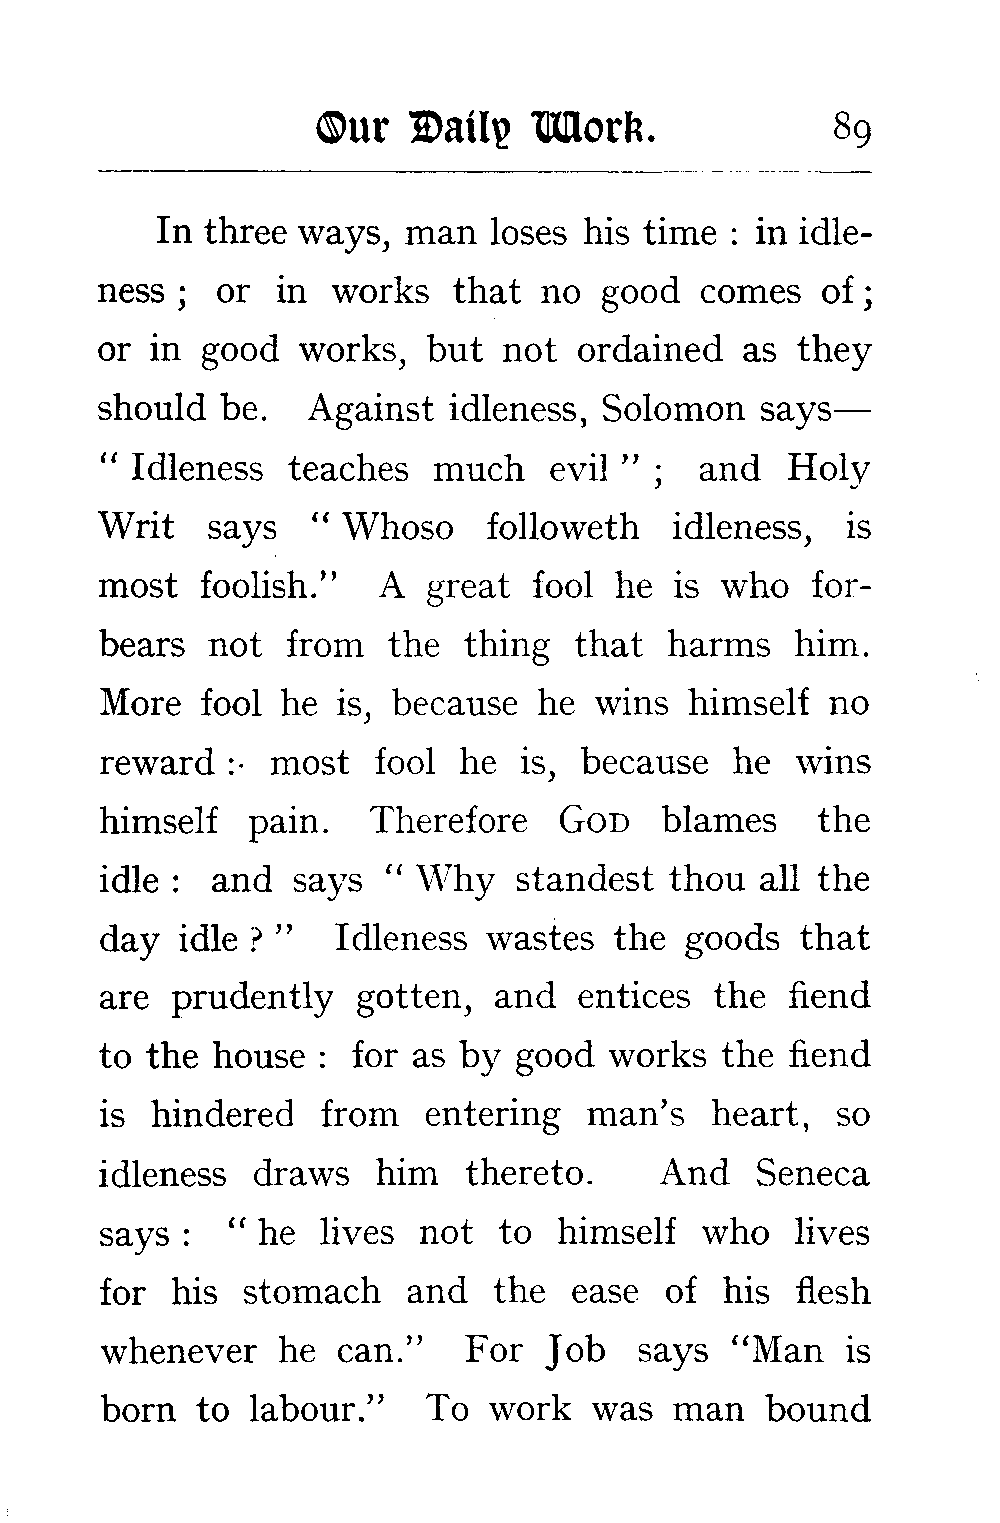 Our Daily Work. 89
In three ways, man loses his time : in idle-
ness ; or in works that no good comes of ;
or in good works, but not ordained as they
should be. Against idleness, Solomon says—
“ Idleness teaches much evil ” ; and Holy
Writ says “ Whoso followeth idleness, is
most foolish.” A great fool he is who for-
bears not from the thing that harms him.
More fool he is, because he wins himself no
reward : most fool he is, because he wins
himself pain. Therefore GOD blames the
idle : and says “ Why standest thou all the
day idle ? ” Idleness wastes the goods that
are prudently gotten, and entices the fiend
to the house : for as by good works the fiend
is hindered from entering man’s heart, so
idleness draws him thereto. And Seneca
says : “ he lives not to himself who lives
for his stomach and the ease of his flesh
whenever he can.” For Job says “Man is
born to labour.” To work was man bound